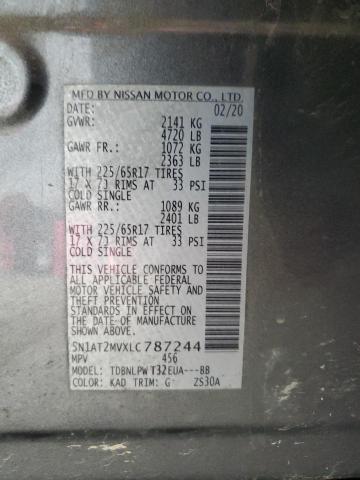 MFD BY NISSAN MOTOR CO., LTD.
DATE: 02/20
GVWR: 2141 KG
4720 LB
GAWR FR.: 1072 KG
2363 LB
WITH 225/65R17 TIRES
17 X 7J RIMS AT 33 PSI
COLD SINGLE
GAWR RR.: 1089 KG
2401 LB
WITH 225/65R17 TIRES
17 X 7J RIMS AT 33 PSI
COLD SINGLE
THIS VEHICLE CONFORMS TO
ALL APPLICABLE FEDERAL
MOTOR VEHICLE SAFETY AND
THEFT PREVENTION
STANDARDS IN EFFECT ON
THE DATE OF MANUFACTURE
SHOWN ABOVE.
5N1AT2MVXLC787244
MPV 456
MODEL: TDBNLPWT32EUA---BB
COLOR: KAD TRIM: G ZS30A